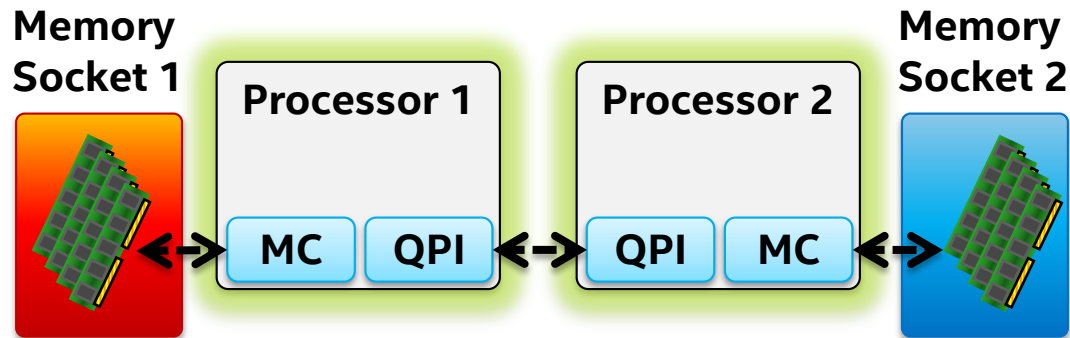 Memory
Socket 1
Processor 1
MC
QPI
Processor 2
QPI
MC
Memory
Socket 2